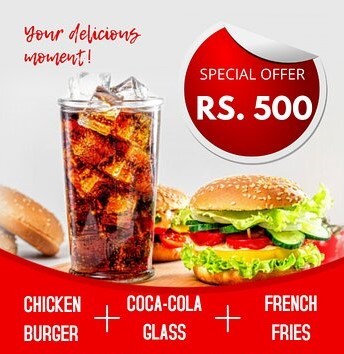 Your delicious
moment!
SPECIAL OFFER
RS. 500
CHICKEN
BURGER
+
COCA-COLA
GLASS
+
FRENCH
FRIES